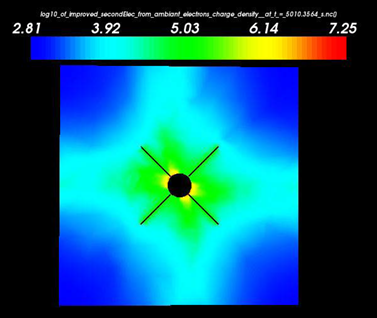 log10_of_improved_secondElec_from_ambiant_electrons_charge_density__at_t_=_5010.3564_s.nc()
2.81 3.92 5.03 6.14 7.25